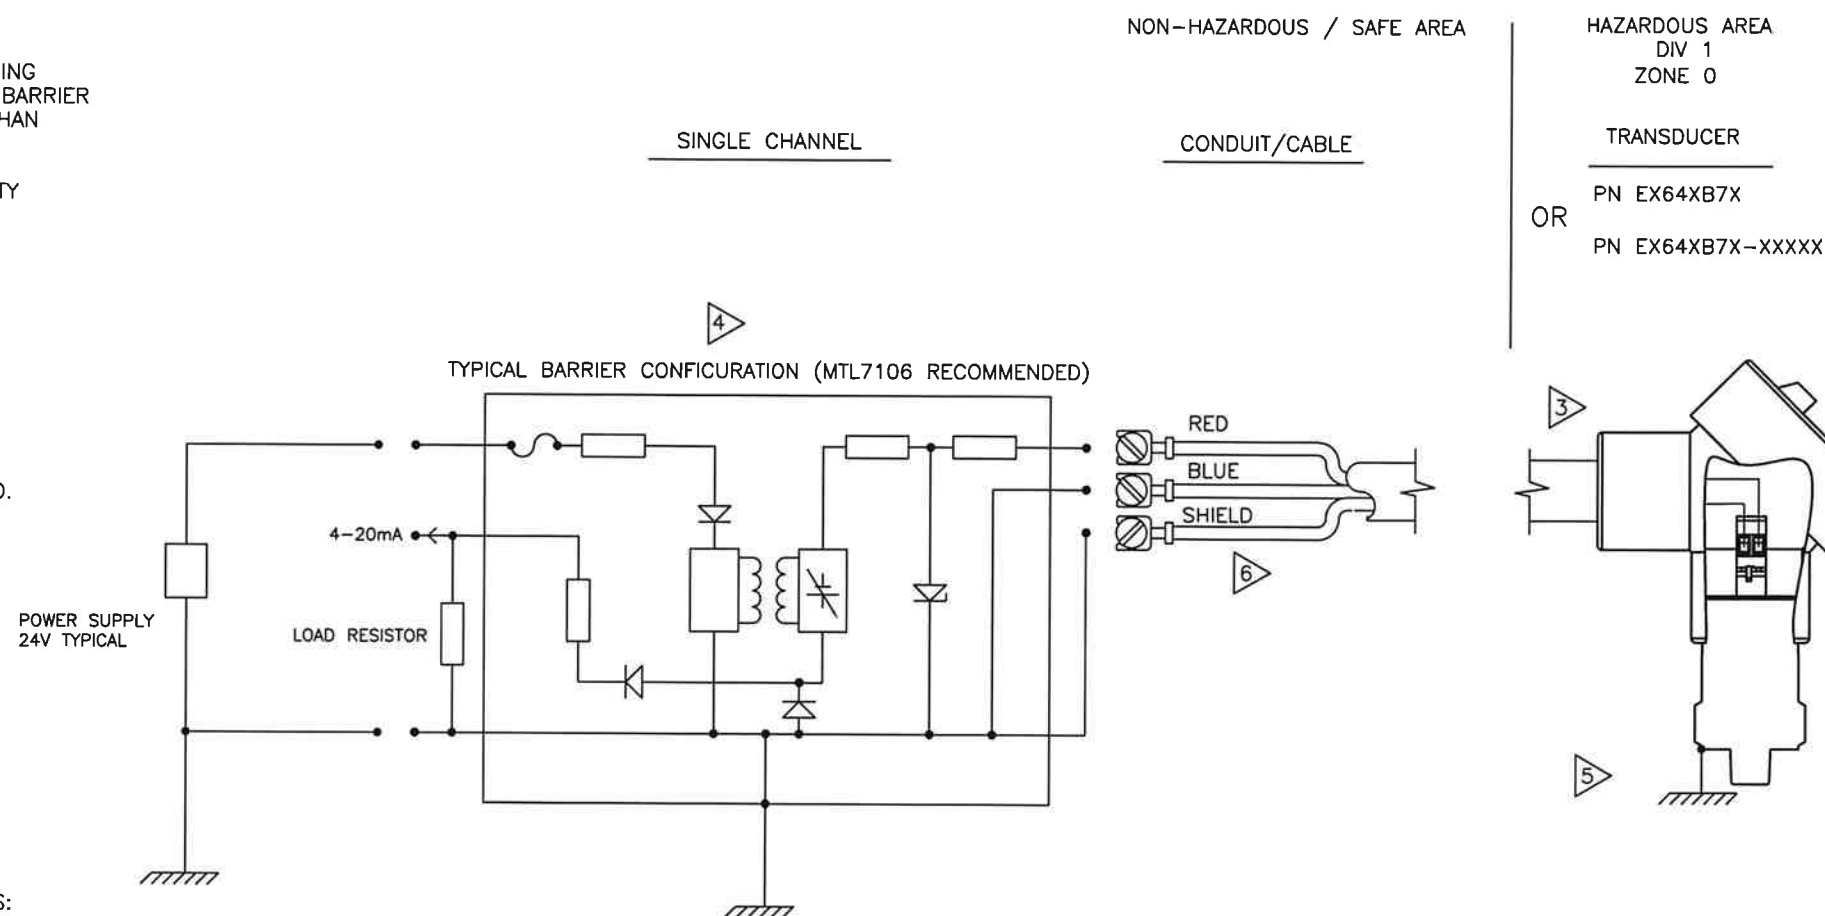 NON-HAZARDOUS / SAFE AREA
HAZARDOUS AREA
DIV 1
ZONE 0
ING
BARRIER
HAN
TY
SINGLE CHANNEL
CONDUIT/CABLE
TRANSDUCER
PN EX64XB7X
OR
PN EX64XB7X-XXXXX
4
TYPICAL BARRIER CONFICURATION (MTL7106 RECOMMENDED)
3
RED
BLUE
SHIELD
6
D.
4-20mA
POWER SUPPLY
24V TYPICAL
LOAD RESISTOR
5
S: